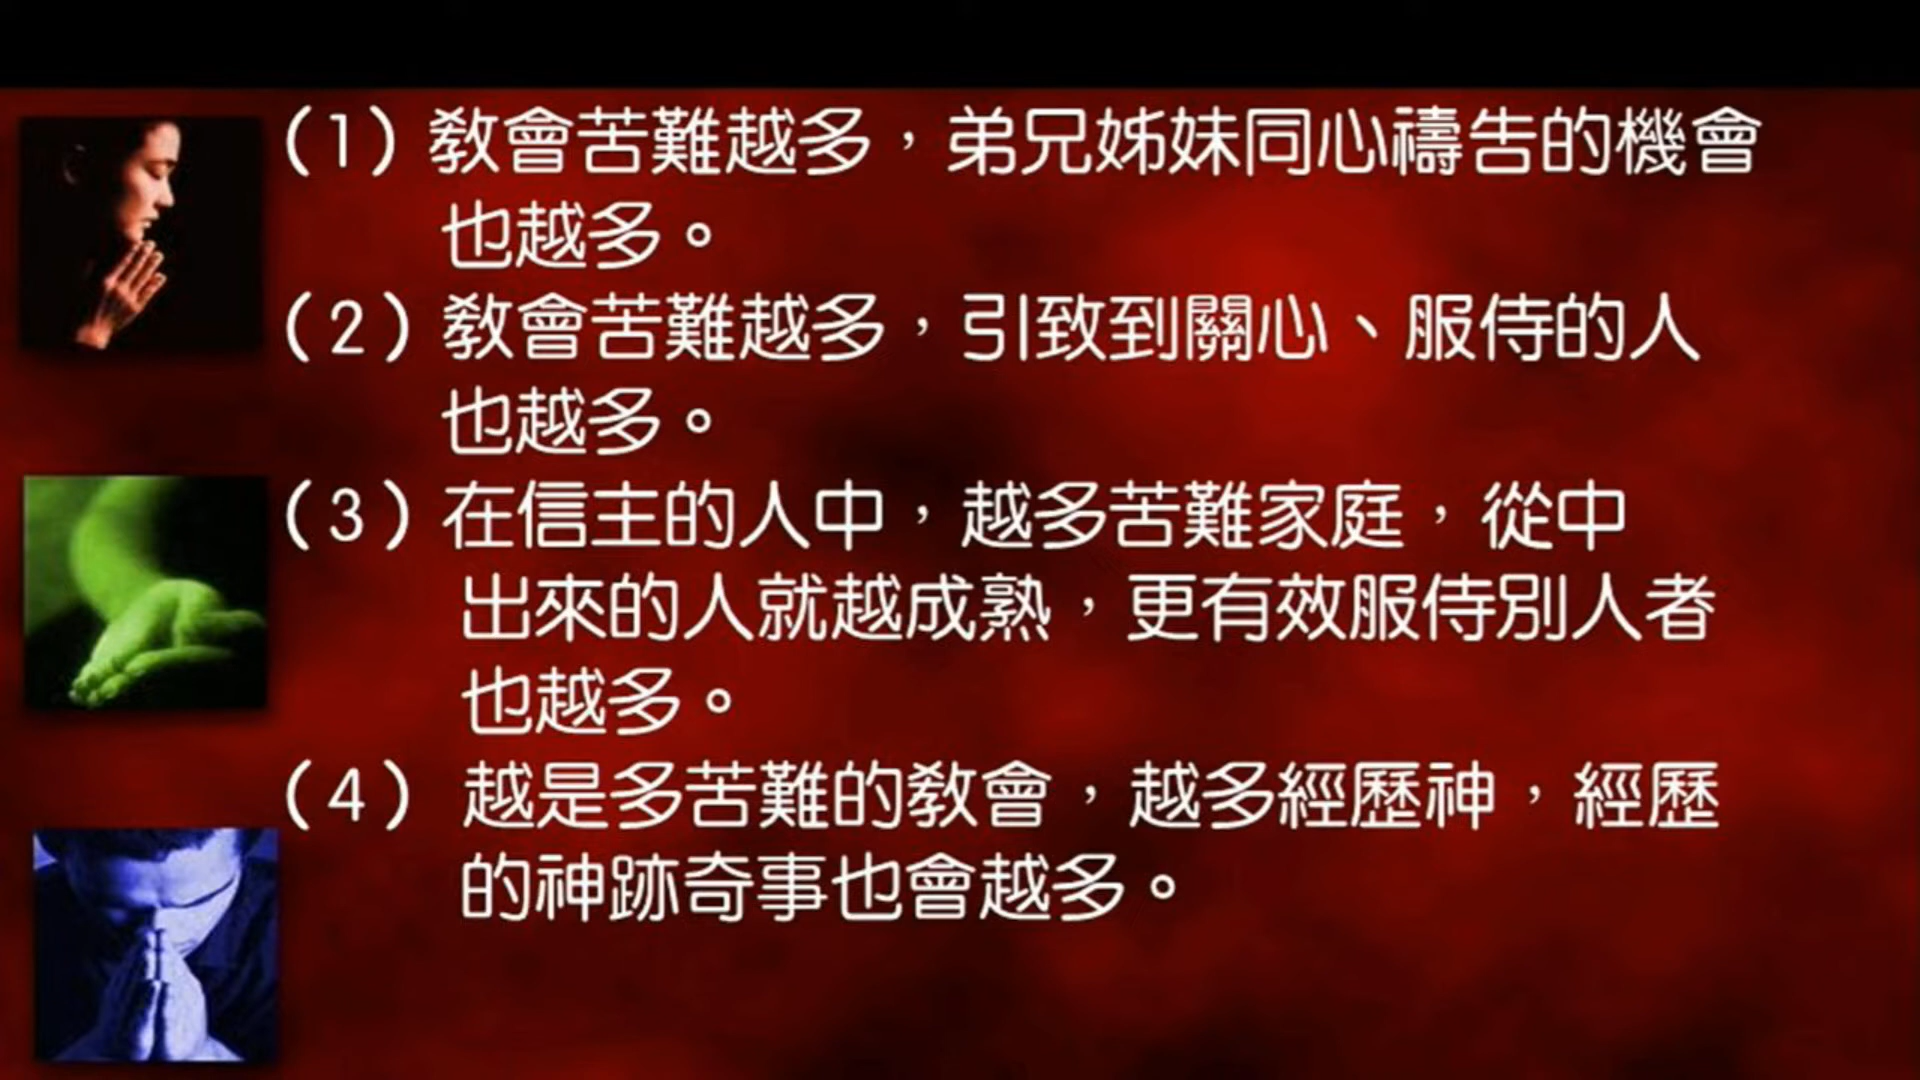 （1）教會苦難越多，弟兄姊妹同心禱告的機會
也越多。
（2）教會苦難越多，引致到關心、服侍的人
也越多。
（3）在信主的人中，越多苦難家庭，從中
出來的人就越成熟，更有效服侍別人者
也越多。
（4） 越是多苦難的教會，越多經歷神，經歷
的神跡奇事也會越多。